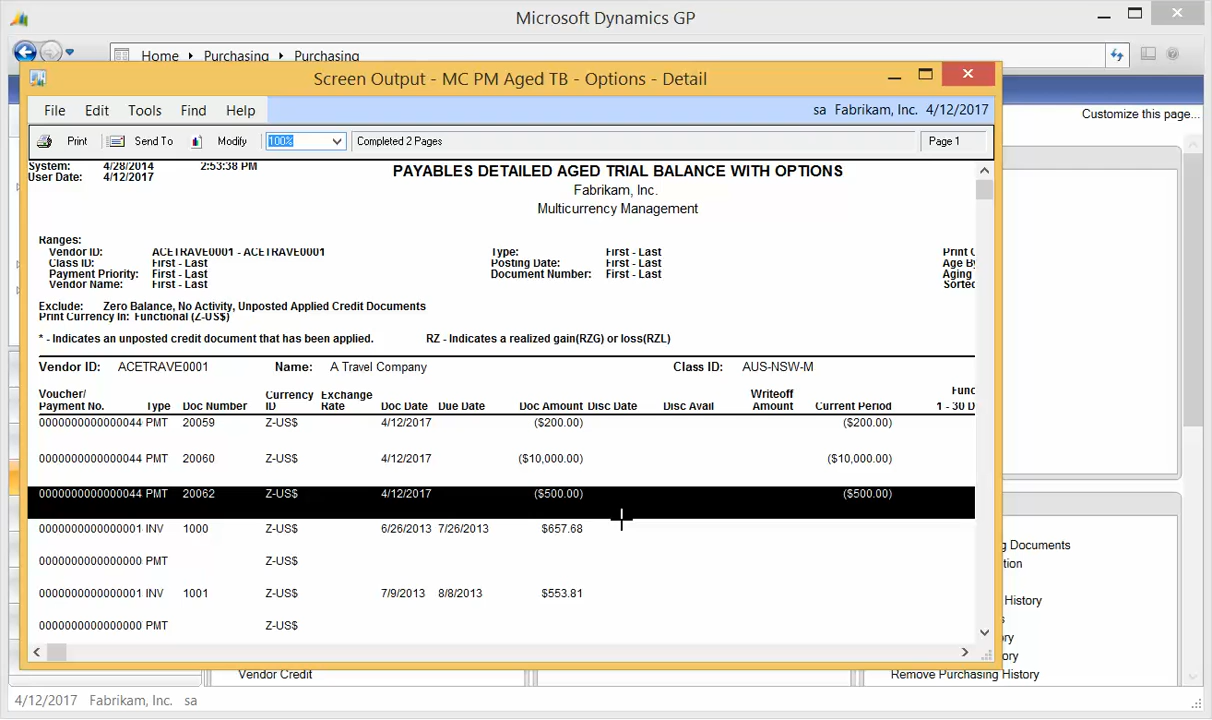 Microsoft Dynamics GP
Home Purchasing Purchasing
Screen Output - MC PM Aged TB - Options - Detail
File Edit Tools Find Help
sa Fabrikam, Inc. 4/12/2017
Customize this page...
Print Send To Modify 100% Completed 2 Pages Page 1
System: 4/28/2014 2:53:38 PM
User Date: 4/12/2017
PAYABLES DETAILED AGED TRIAL BALANCE WITH OPTIONS
Fabrikam, Inc.
Multicurrency Management
Ranges:
Vendor ID: ACETRAVE0001 - ACETRAVE0001 Type: First - Last Print C
Class ID: First - Last Posting Date: First - Last Age By
Payment Priority: First - Last Document Number: First - Last Aging
Vendor Name: First - Last Sorted
Exclude: Zero Balance, No Activity, Unposted Applied Credit Documents
Print Currency In: Functional (Z-US$)
* - Indicates an unposted credit document that has been applied. RZ - Indicates a realized gain(RZG) or loss(RZL)
Vendor ID: ACETRAVE0001 Name: A Travel Company Class ID: AUS-NSW-M
Voucher/ Currency Exchange Writeoff Func
Payment No. Type Doc Number ID Rate Doc Date Due Date Doc Amount Disc Date Disc Avail Amount Current Period 1 - 30 D
0000000000000044 PMT 20059 Z-US$ 4/12/2017 ($200.00) ($200.00)
0000000000000044 PMT 20060 Z-US$ 4/12/2017 ($10,000.00) ($10,000.00)
0000000000000044 PMT 20062 Z-US$ 4/12/2017 ($500.00) ($500.00)
0000000000000001 INV 1000 Z-US$ 6/26/2013 7/26/2013 $657.68
0000000000000000 PMT Z-US$
0000000000000001 INV 1001 Z-US$ 7/9/2013 8/8/2013 $553.81
0000000000000000 PMT Z-US$
g Documents
tion
History
s
ry
ory
Vendor Credit
Remove Purchasing History
4/12/2017 Fabrikam, Inc. sa